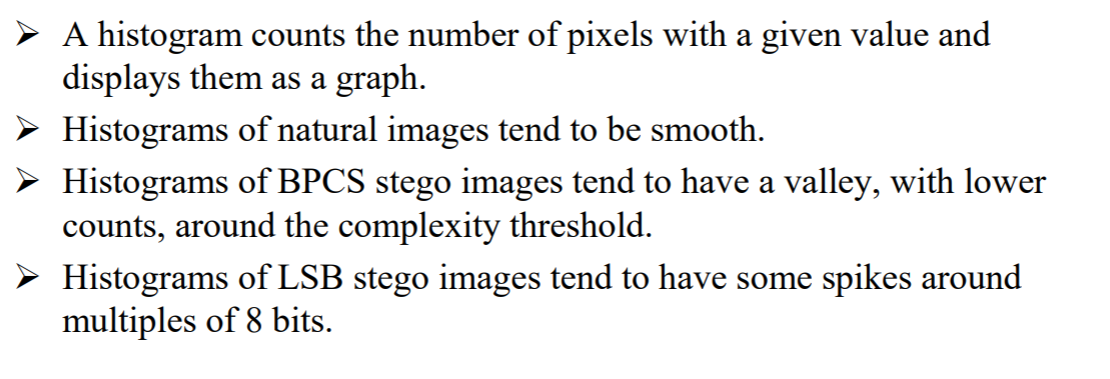 ➢ A histogram counts the number of pixels with a given value and
displays them as a graph.
➢ Histograms of natural images tend to be smooth.
➢ Histograms of BPCS stego images tend to have a valley, with lower
counts, around the complexity threshold.
➢ Histograms of LSB stego images tend to have some spikes around
multiples of 8 bits.